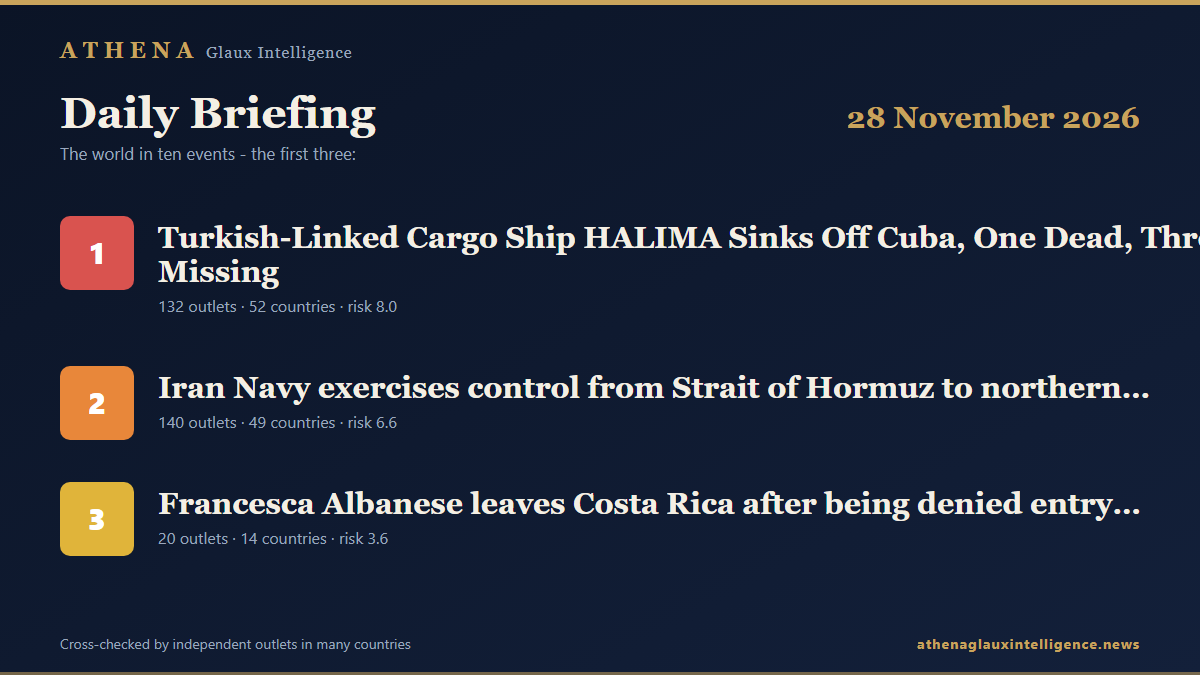 ATHENA Glaux Intelligence
Daily Briefing
28 November 2026
The world in ten events - the first three:
1
Turkish-Linked Cargo Ship HALIMA Sinks Off Cuba, One Dead,
Missing
132 outlets · 52 countries · risk 8.0
2
Iran Navy exercises control from Strait of Hormuz to northern...
140 outlets · 49 countries · risk 6.6
3
Francesca Albanese leaves Costa Rica after being denied entry...
20 outlets · 14 countries · risk 3.6
Cross-checked by independent outlets in many countries
athenaglauxintelligence.news